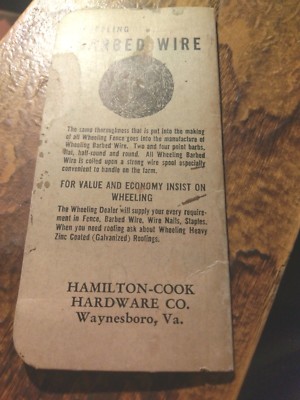 BARBED WIRE
The same thoroughness that is put into the making
of all Wheeling Fence goes into the manufacture of
Wheeling Barbed Wire. Two and four point barbs,
flat, half-round and round. All Wheeling Barbed
Wire is coiled upon a strong wire spool especially
convenient to handle on the farm.
FOR VALUE AND ECONOMY INSIST ON
WHEELING
The Wheeling Dealer will supply your every require-
ment in Fence, Barbed Wire, Wire Nails, Staples.
When you need roofing ask about Wheeling Heavy
Zinc Coated (Galvanized) Roofings.
HAMILTON-COOK
HARDWARE CO.
Waynesboro, Va.